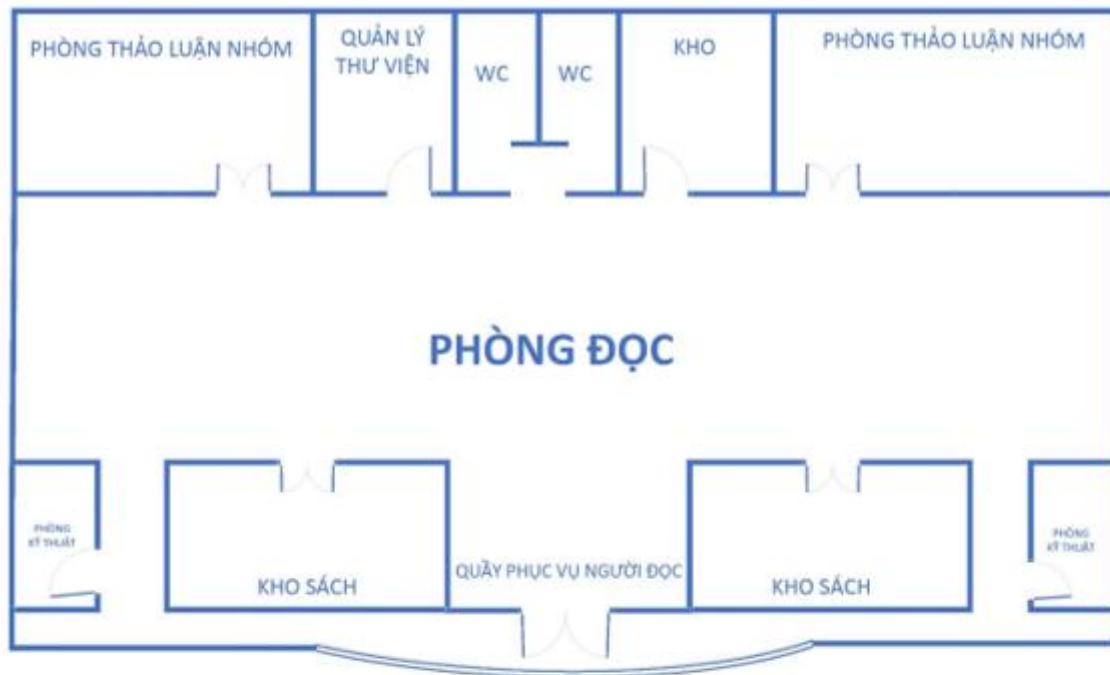 PHÒNG THẢO LUẬN NHÓM
QUẢN LÝ
THƯ VIỆN
WC
WC
KHO
PHÒNG THẢO LUẬN NHÓM
PHÒNG ĐỌC
PHÒNG
KỸ THUẬT
KHO SÁCH
QUẦY PHỤC VỤ NGƯỜI ĐỌC
KHO SÁCH
PHÒNG
KỸ THUẬT